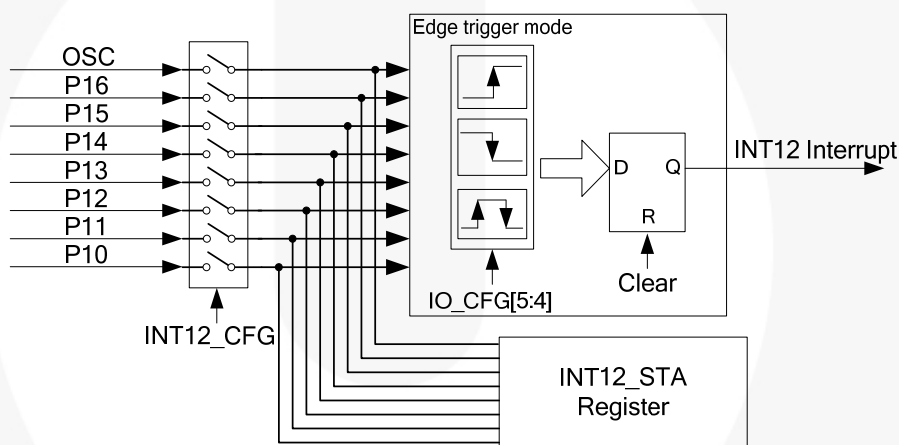 Edge trigger mode
OSC
P16
P15
P14
P13
P12
P11
P10
INT12_CFG
IO_CFG[5:4]
D
Q
R
Clear
INT12 Interrupt
INT12_STA
Register